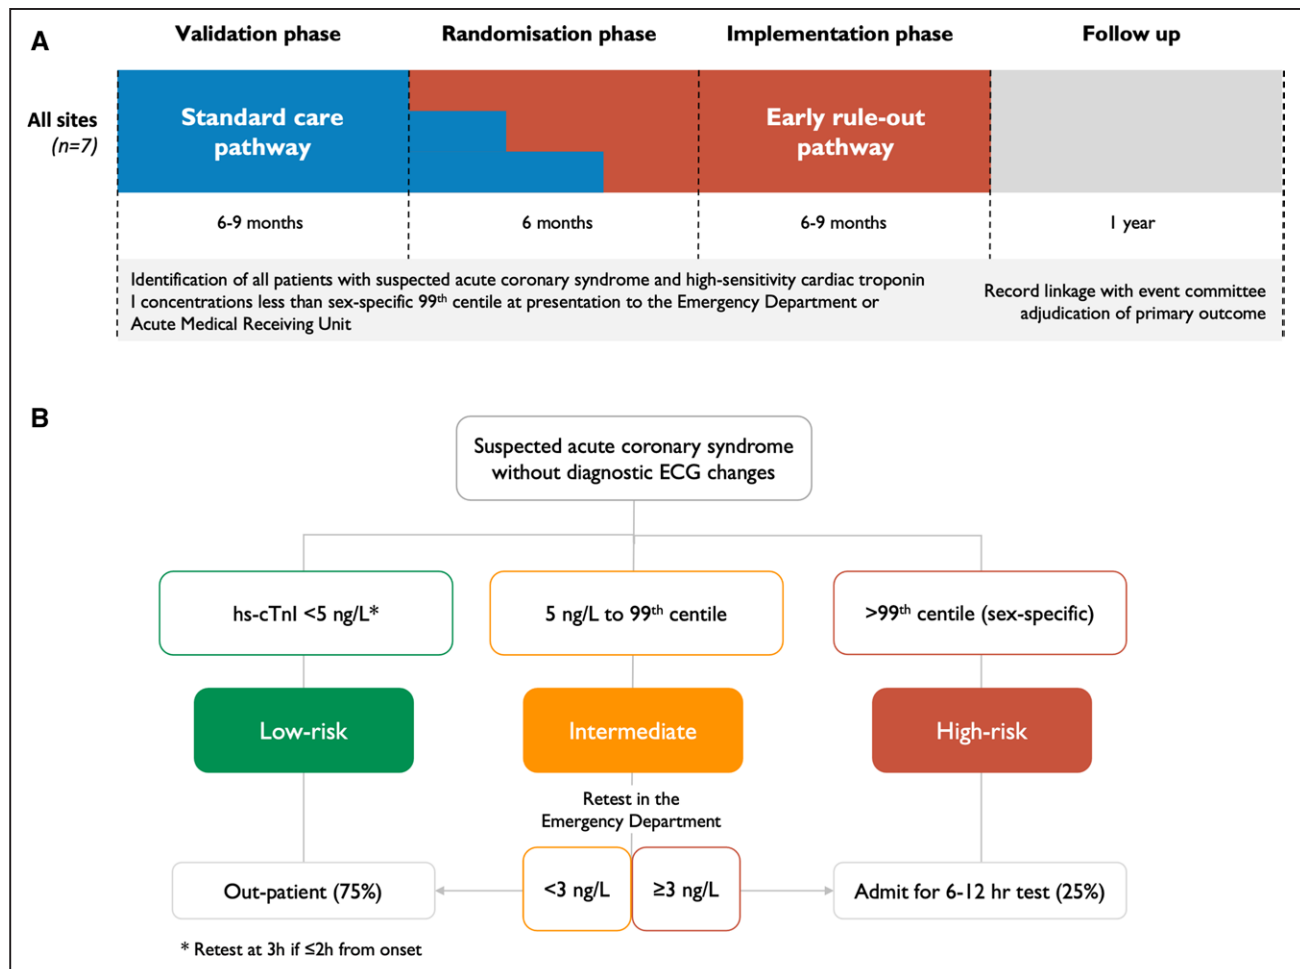 A
Validation phase
Randomisation phase
Implementation phase
Follow up
All sites
(n=7)
Standard care
pathway
Early rule-out
pathway
6-9 months
6 months
6-9 months
1 year
Identification of all patients with suspected acute coronary syndrome and high-sensitivity cardiac troponin
I concentrations less than sex-specific 99th centile at presentation to the Emergency Department or
Acute Medical Receiving Unit
Record linkage with event committee
adjudication of primary outcome
B
Suspected acute coronary syndrome
without diagnostic ECG changes
hs-cTnI <5 ng/L*
5 ng/L to 99th centile
>99th centile (sex-specific)
Low-risk
Intermediate
High-risk
Retest in the
Emergency Department
Out-patient (75%)
<3 ng/L
≥3 ng/L
Admit for 6-12 hr test (25%)
* Retest at 3h if ≤2h from onset